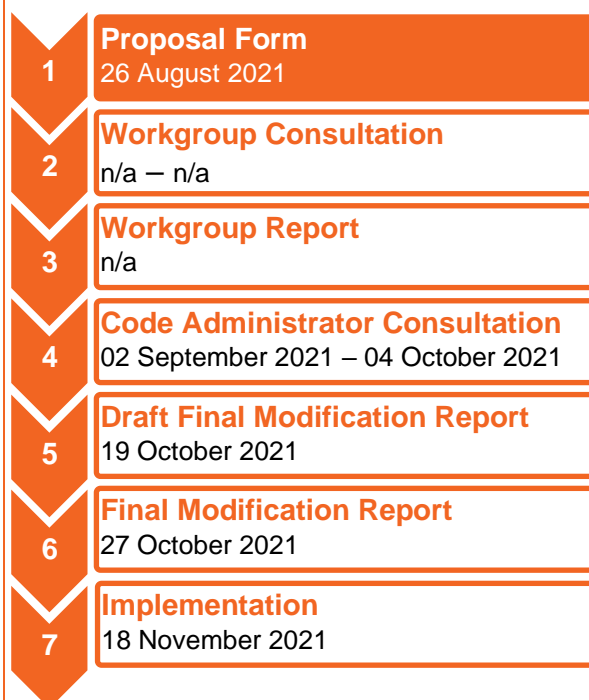 1
Proposal Form
26 August 2021
2
Workgroup Consultation
n/a – n/a
3
Workgroup Report
n/a
4
Code Administrator Consultation
02 September 2021 – 04 October 2021
5
Draft Final Modification Report
19 October 2021
6
Final Modification Report
27 October 2021
7
Implementation
18 November 2021